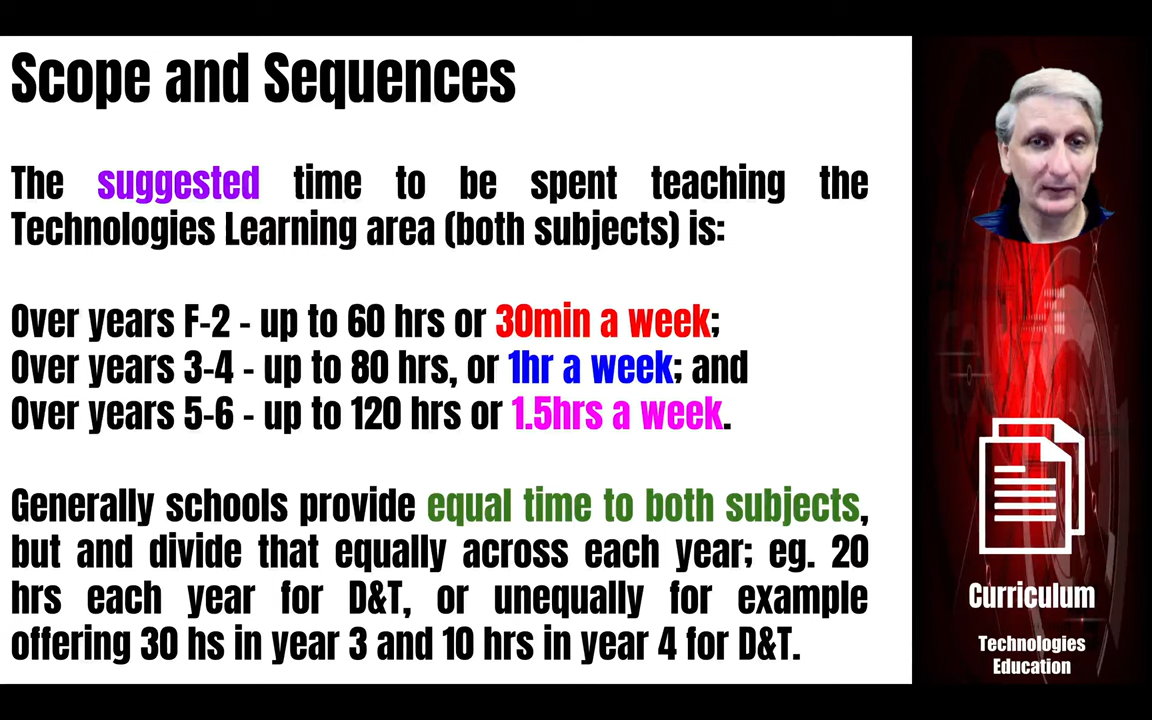 Scope and Sequences
The suggested time to be spent teaching the
Technologies Learning area (both subjects) is:
Over years F-2 - up to 60 hrs or 30min a week;
Over years 3-4 - up to 80 hrs, or 1hr a week; and
Over years 5-6 - up to 120 hrs or 1.5hrs a week.
Generally schools provide equal time to both subjects,
but and divide that equally across each year; eg. 20
hrs each year for D&T, or unequally for example
offering 30 hs in year 3 and 10 hrs in year 4 for D&T.
Curriculum
Technologies
Education